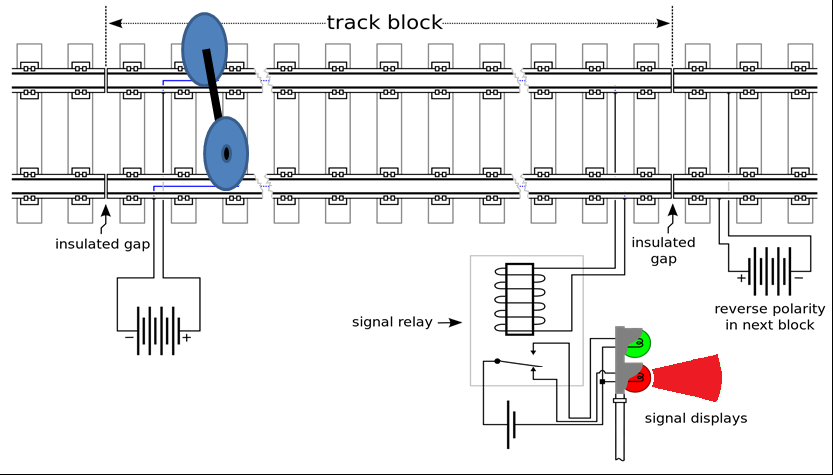 track block
insulated gap
insulated
gap
+
−
reverse polarity
in next block
−
+
signal relay
signal displays